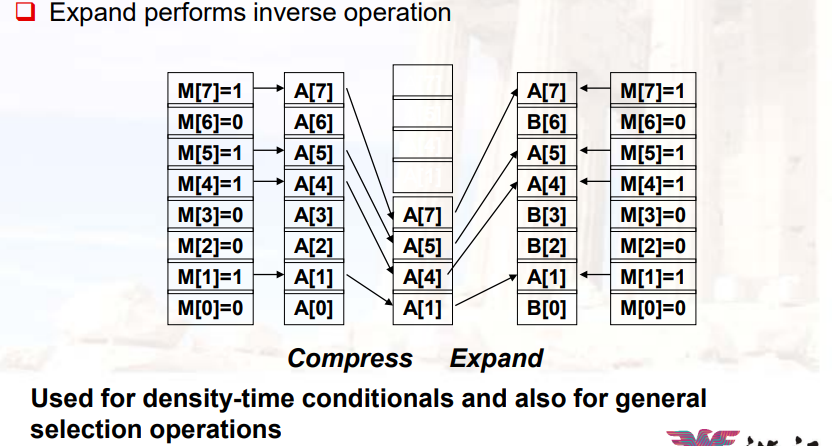 Expand performs inverse operation
M[7]=1 A[7] A[7] M[7]=1
M[6]=0 A[6] B[6] M[6]=0
M[5]=1 A[5] A[5] M[5]=1
M[4]=1 A[4] A[4] M[4]=1
M[3]=0 A[3] A[7] B[3] M[3]=0
M[2]=0 A[2] A[5] B[2] M[2]=0
M[1]=1 A[1] A[4] A[1] M[1]=1
M[0]=0 A[0] A[1] B[0] M[0]=0
Compress Expand
Used for density-time conditionals and also for general
selection operations